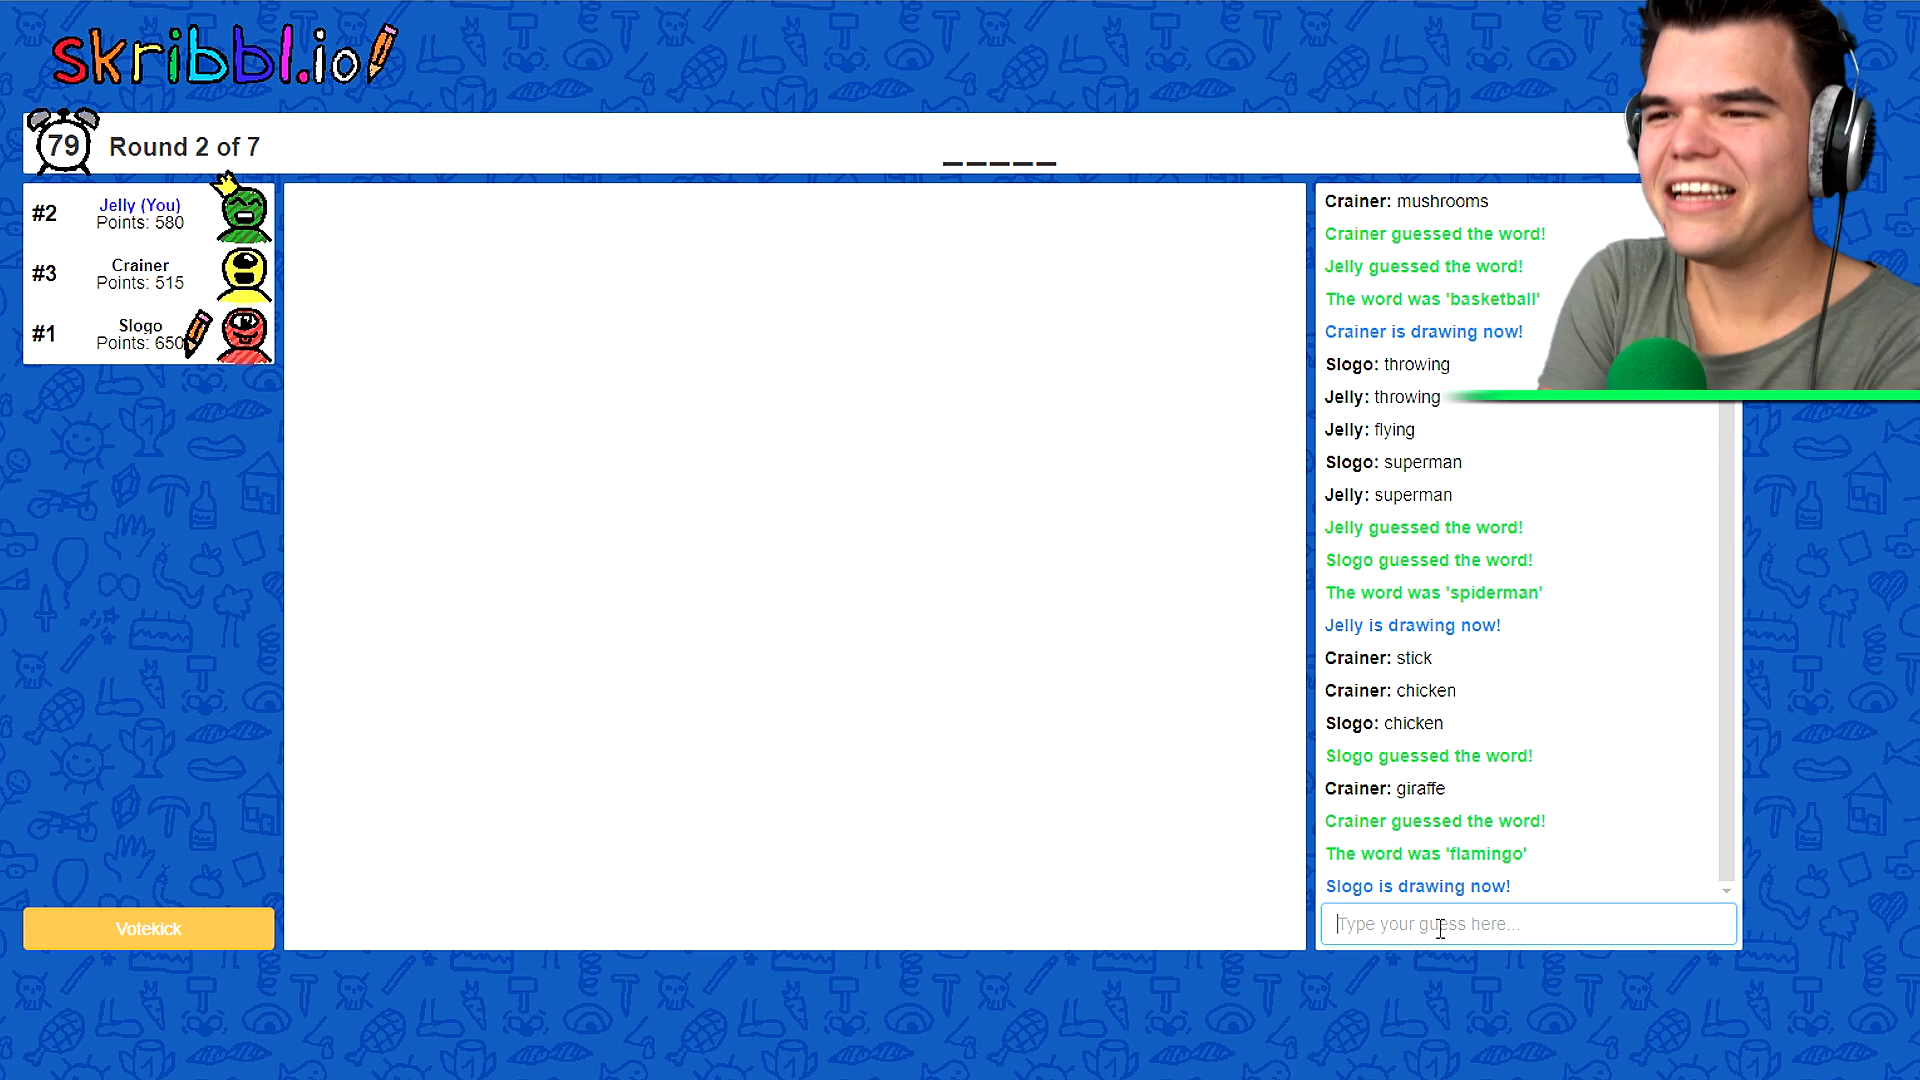 skribbl.io
79
Round 2 of 7
_____
#2
Jelly (You)
Points: 580
#3
Crainer
Points: 515
#1
Slogo
Points: 650
Votekick
Crainer: mushrooms
Crainer guessed the word!
Jelly guessed the word!
The word was 'basketball'
Crainer is drawing now!
Slogo: throwing
Jelly: throwing
Jelly: flying
Slogo: superman
Jelly: superman
Jelly guessed the word!
Slogo guessed the word!
The word was 'spiderman'
Jelly is drawing now!
Crainer: stick
Crainer: chicken
Slogo: chicken
Slogo guessed the word!
Crainer: giraffe
Crainer guessed the word!
The word was 'flamingo'
Slogo is drawing now!
Type your guess here...